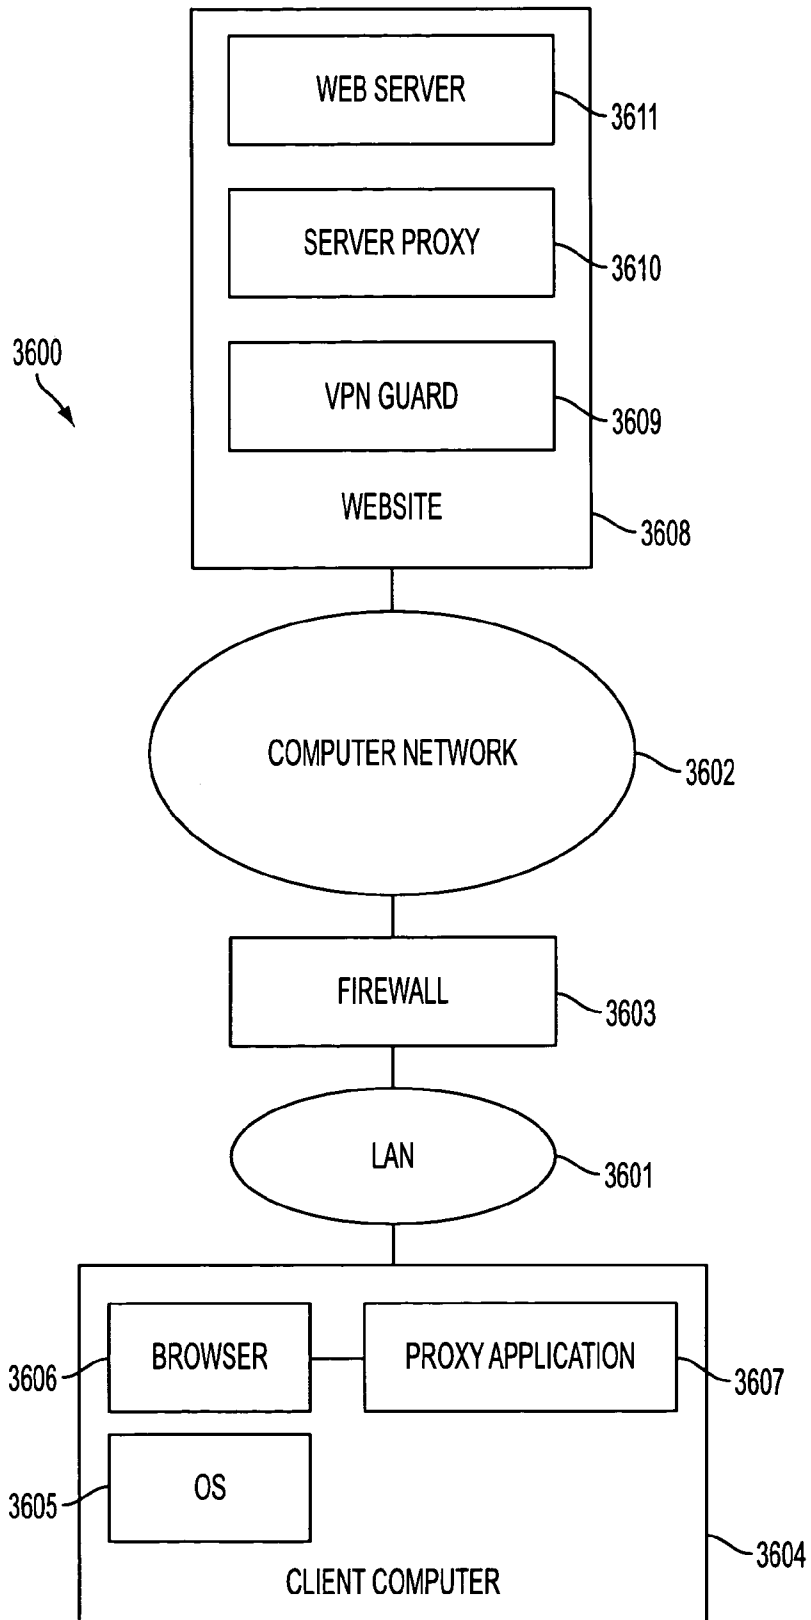 WEB SERVER
3611
SERVER PROXY
3610
3600
VPN GUARD
3609
WEBSITE
3608
COMPUTER NETWORK
3602
FIREWALL
3603
LAN
3601
BROWSER
PROXY APPLICATION
3606
3607
OS
3605
3604
CLIENT COMPUTER